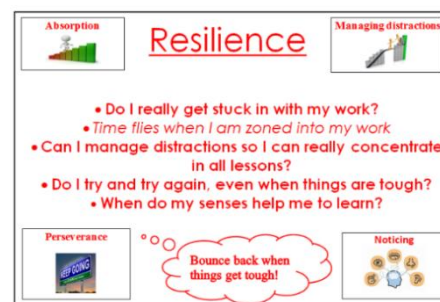 Absorption
Resilience
Managing distractions
• Do I really get stuck in with my work?
• Time flies when I am zoned into my work
• Can I manage distractions so I can really concentrate
in all lessons?
• Do I try and try again, even when things are tough?
• When do my senses help me to learn?
Perseverance
KEEP GOING
Bounce back when
things get tough!
Noticing